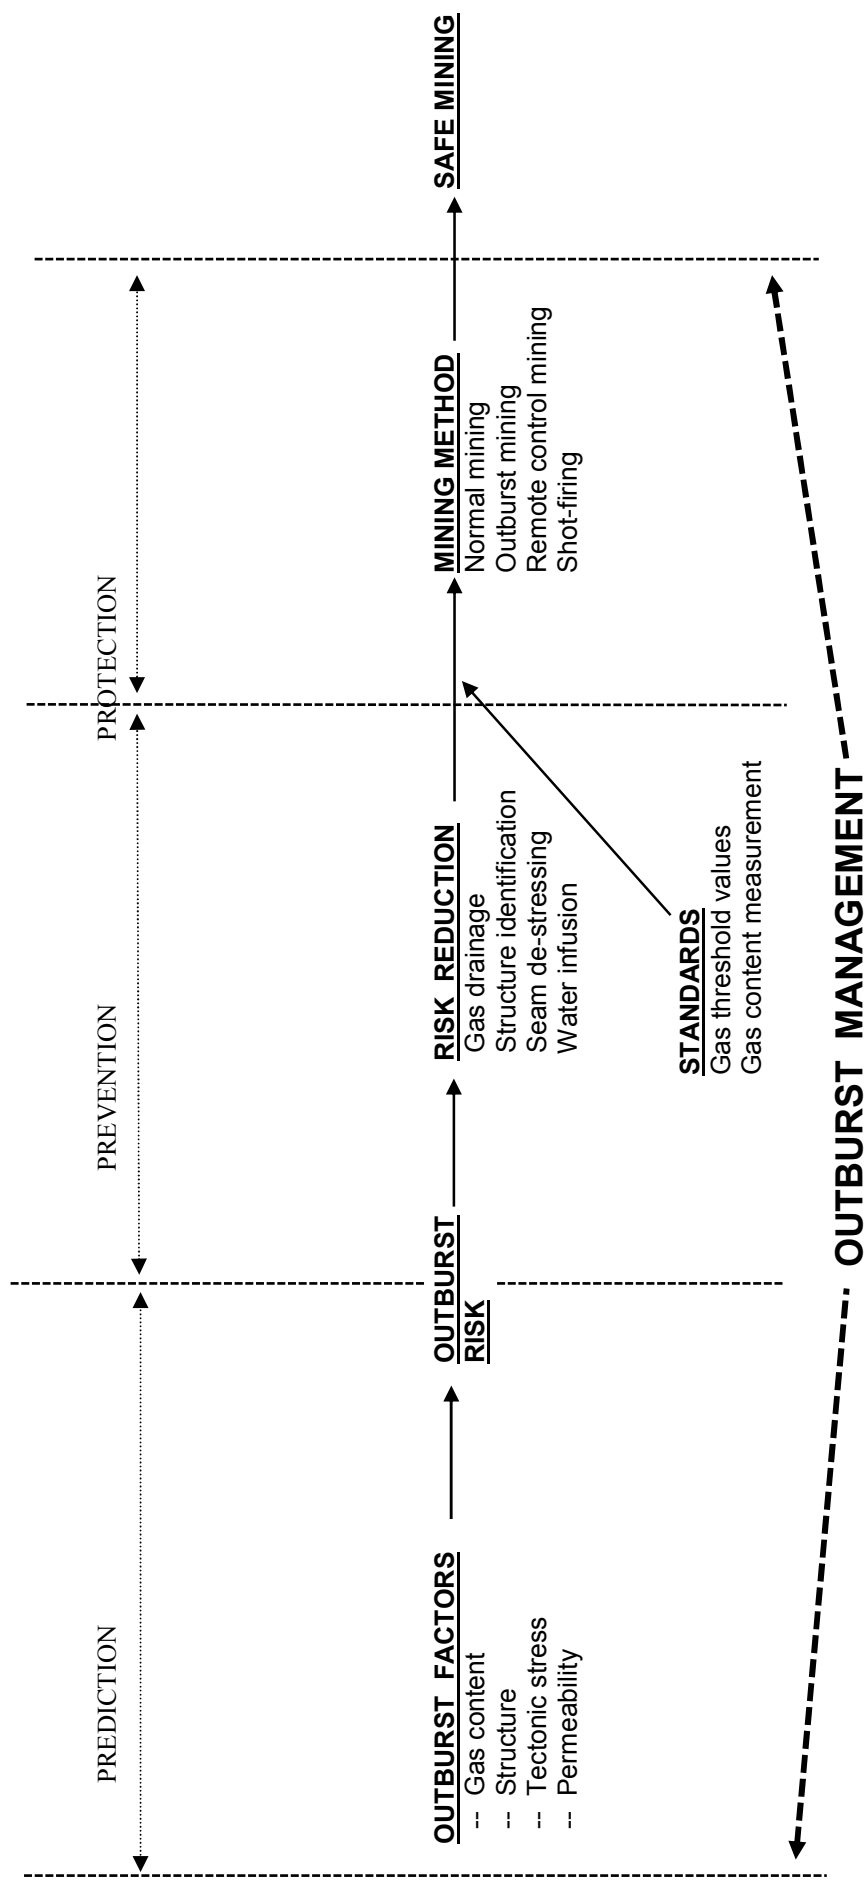 PREDICTION
PREVENTION
PROTECTION
OUTBURST FACTORS
-- Gas content
-- Structure
-- Tectonic stress
-- Permeability
OUTBURST
RISK
RISK REDUCTION
Gas drainage
Structure identification
Seam de-stressing
Water infusion
MINING METHOD
Normal mining
Outburst mining
Remote control mining
Shot-firing
SAFE MINING
STANDARDS
Gas threshold values
Gas content measurement
OUTBURST MANAGEMENT